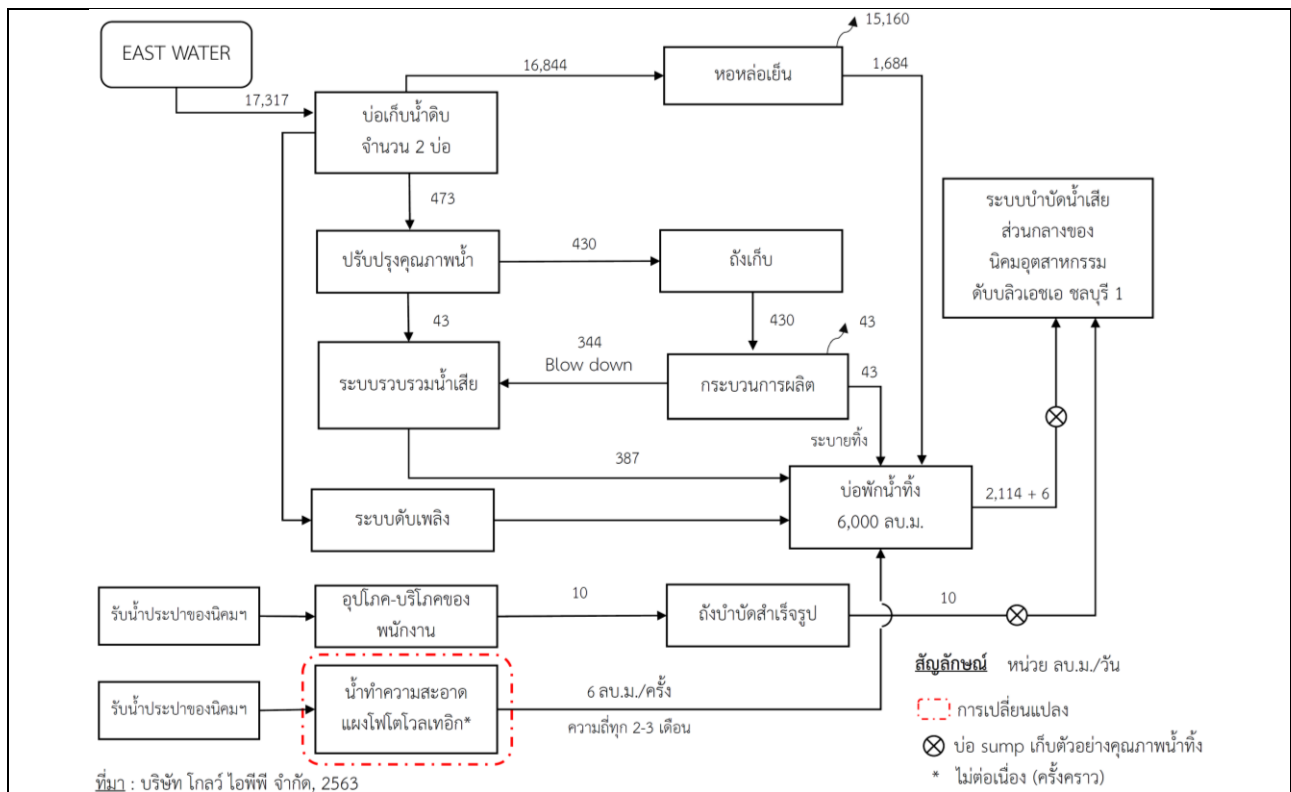 EAST WATER
17,317
บ่อเก็บน้ำดิบ
จำนวน 2 บ่อ
16,844
หอหล่อเย็น
15,160
1,684
473
ปรับปรุงคุณภาพน้ำ
430
ถังเก็บ
ระบบบำบัดน้ำเสีย
ส่วนกลางของ
นิคมอุตสาหกรรม
ดับบลิวเอชเอ ชลบุรี 1
43
430
43
ระบบรวบรวมน้ำเสีย
344
Blow down
กระบวนการผลิต
43
ระบายทิ้ง
387
บ่อพักน้ำทิ้ง
6,000 ลบ.ม.
2,114 + 6
ระบบดับเพลิง
รับน้ำประปาของนิคมฯ
อุปโภค-บริโภคของ
พนักงาน
10
ถังบำบัดสำเร็จรูป
10
รับน้ำประปาของนิคมฯ
น้ำทำความสะอาด
แผงโฟโตโวลเทอิก*
6 ลบ.ม./ครั้ง
ความถี่ทุก 2-3 เดือน
สัญลักษณ์ หน่วย ลบ.ม./วัน
การเปลี่ยนแปลง
บ่อ sump เก็บตัวอย่างคุณภาพน้ำทิ้ง
* ไม่ต่อเนื่อง (ครั้งคราว)
ที่มา : บริษัท โกลว์ ไอพีพี จำกัด, 2563